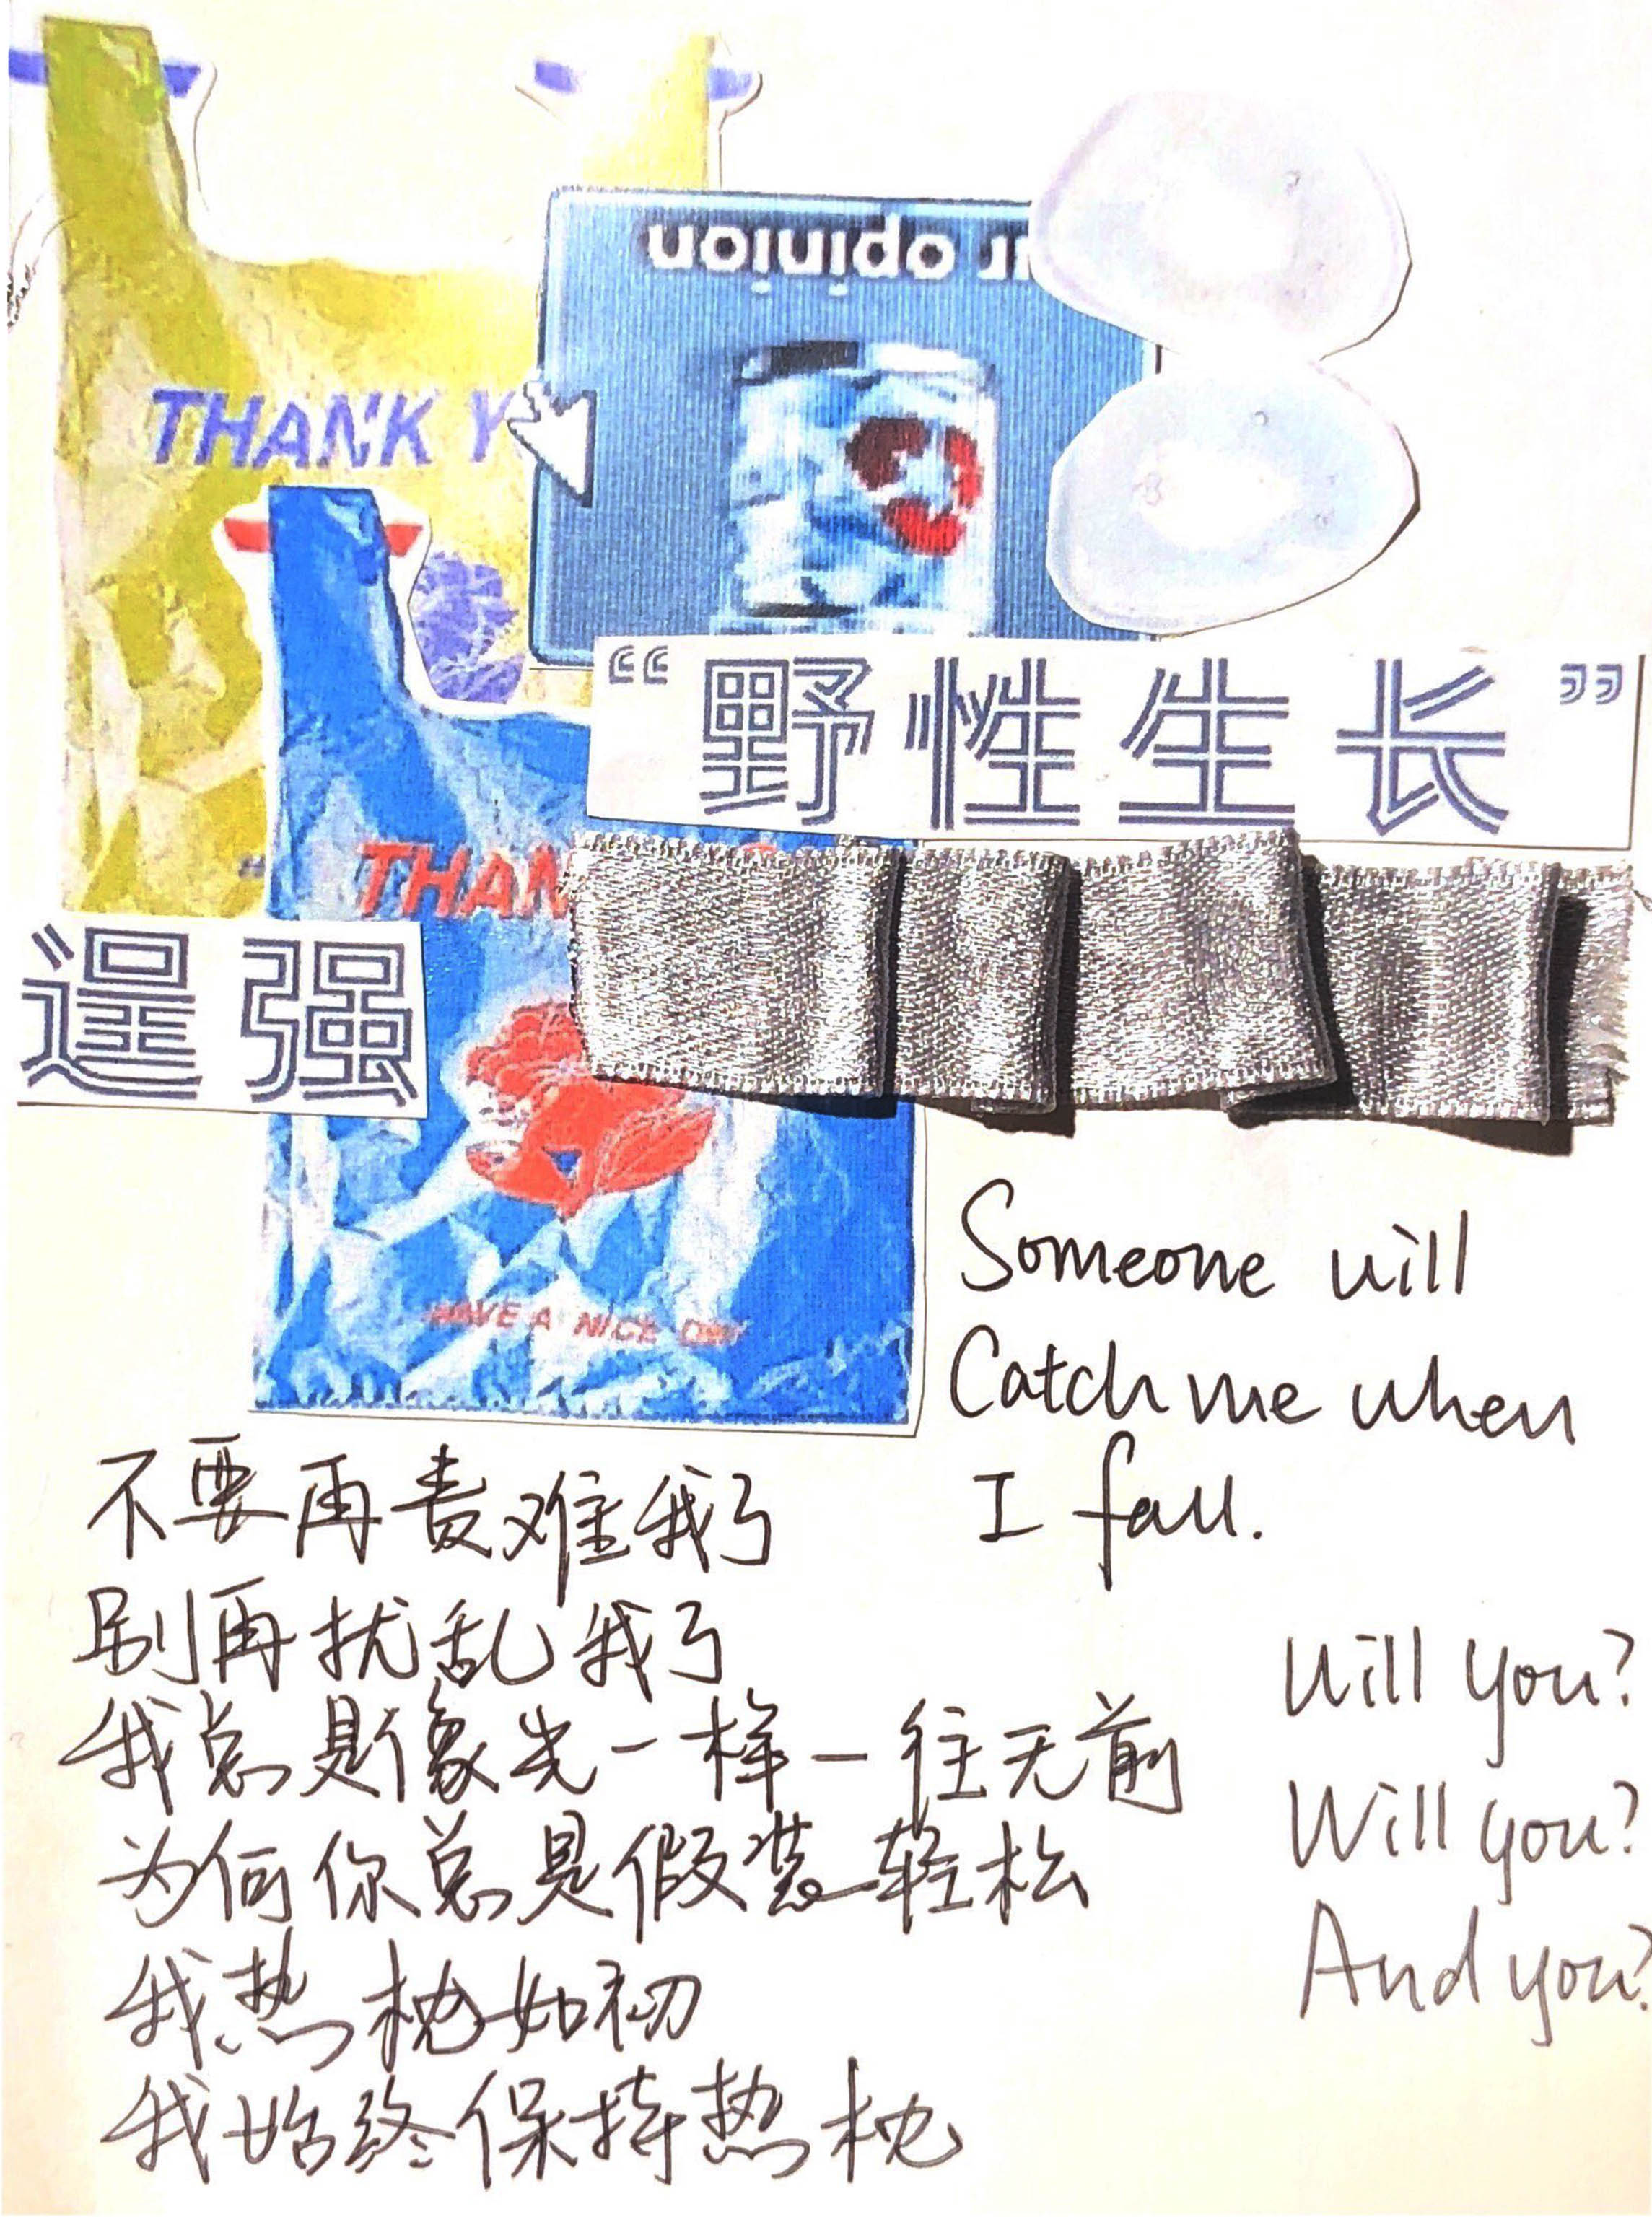 r opinion
THANK Y
“野性生长”
THAN
逞强
HAVE A NICE DAY
Someone will
Catch me when
I fall.
不要再责难我了
别再扰乱我了
我总是像光一样一往无前
为何你总是假装轻松
我热枕如初
我始终保持热枕
Will you?
Will you?
And you?